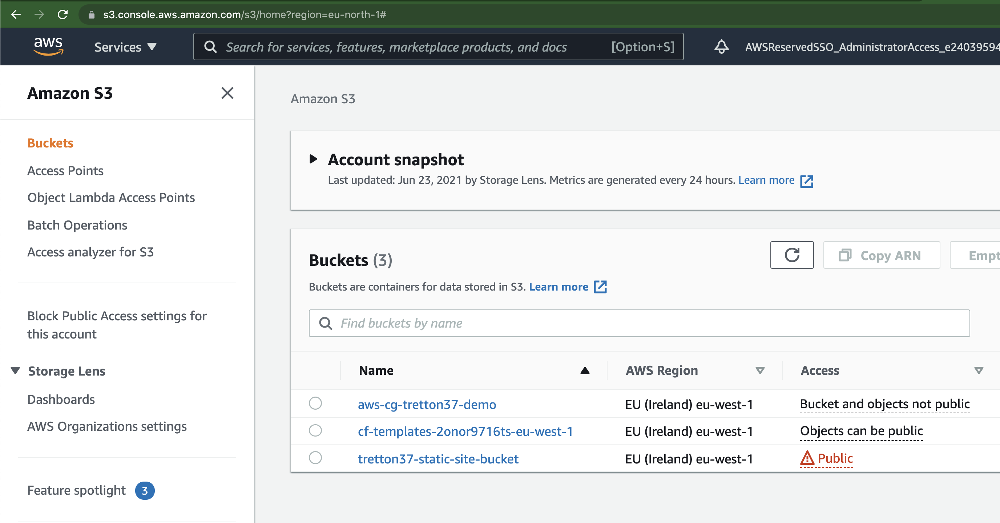 s3.console.aws.amazon.com/s3/home?region=eu-north-1#
aws
Services
Search for services, features, marketplace products, and docs
[Option+S]
AWSReservedSSO_AdministratorAccess_e24039594
Amazon S3
Buckets
Access Points
Object Lambda Access Points
Batch Operations
Access analyzer for S3
Block Public Access settings for
this account
Storage Lens
Dashboards
AWS Organizations settings
Feature spotlight 3
Amazon S3
Account snapshot
Last updated: Jun 23, 2021 by Storage Lens. Metrics are generated every 24 hours. Learn more
Buckets (3)
Copy ARN
Empt
Buckets are containers for data stored in S3. Learn more
Find buckets by name
Name AWS Region Access
aws-cg-tretton37-demo EU (Ireland) eu-west-1 Bucket and objects not public
cf-templates-2onor9716ts-eu-west-1 EU (Ireland) eu-west-1 Objects can be public
tretton37-static-site-bucket EU (Ireland) eu-west-1 Public